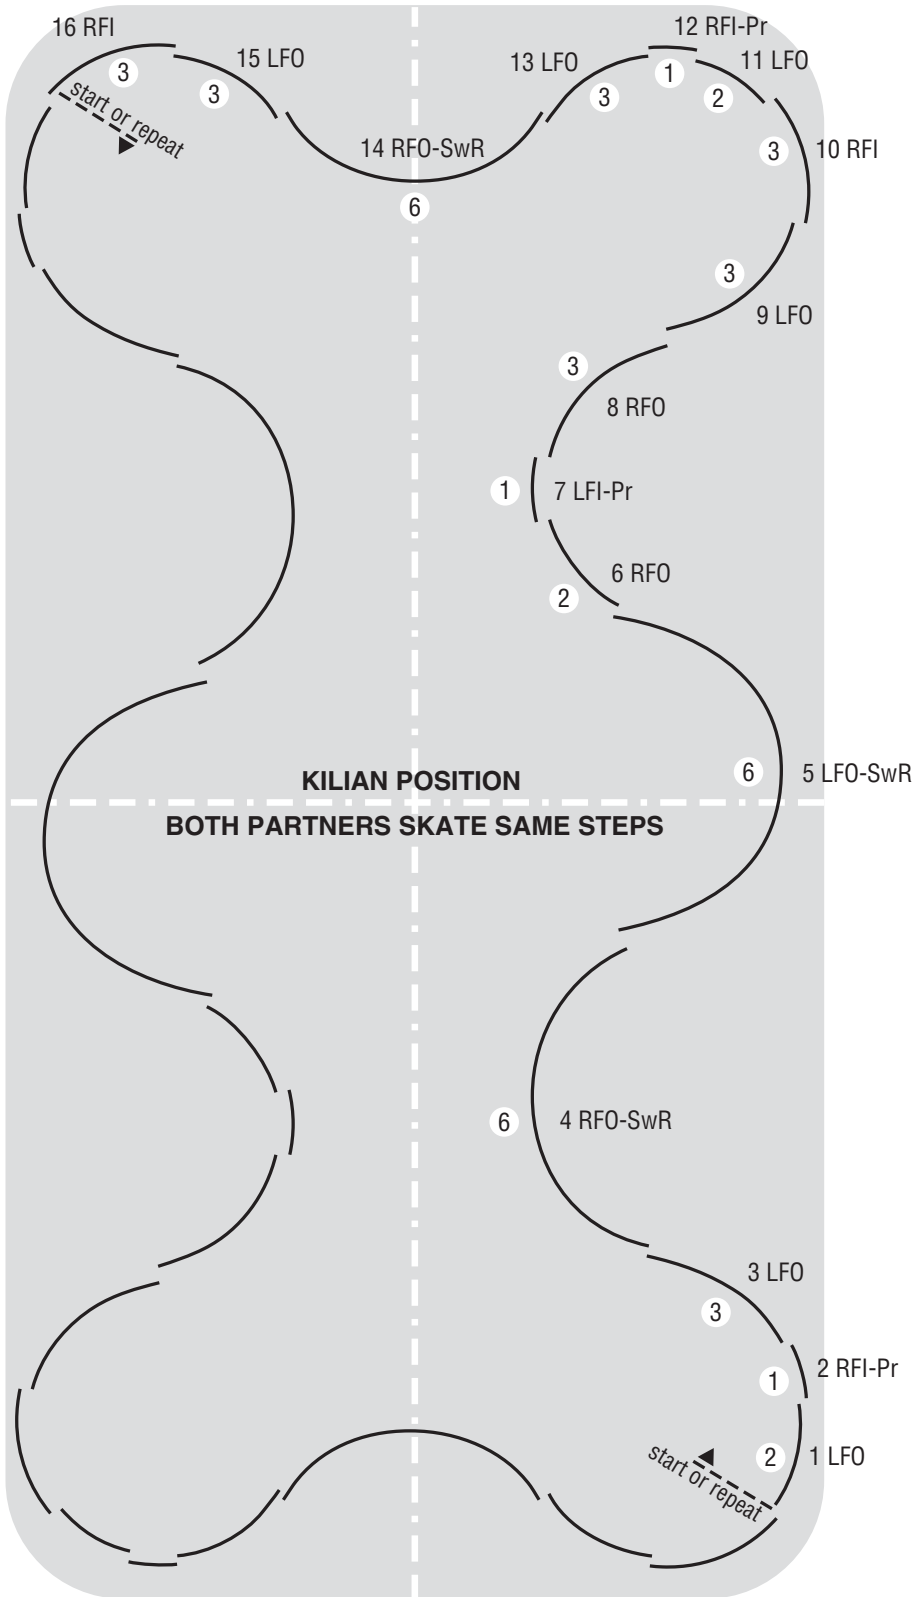 16 RFI
12 RFI-Pr
15 LFO
13 LFO
11 LFO
3
3
3
1
2
start or repeat
14 RFO-SwR
3
10 RFI
6
3
9 LFO
3
8 RFO
1
7 LFI-Pr
6 RFO
2
6
5 LFO-SwR
KILIAN POSITION
BOTH PARTNERS SKATE SAME STEPS
6
4 RFO-SwR
3 LFO
3
2 RFI-Pr
1
2
1 LFO
start or repeat